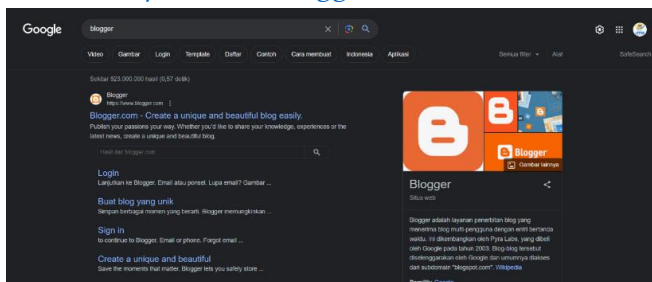 Google
blogger
Video Gambar Login Template Daftar Contoh Cara membuat Indonesia Aplikasi
Semua filter Alat
SafeSearch
Sekitar 523.000.000 hasil (0,57 detik)
Blogger
https://www.blogger.com
Blogger.com - Create a unique and beautiful blog easily.
Publish your passions your way. Whether you'd like to share your knowledge, experiences or the
latest news, create a unique and beautiful blog.
Hasil dari blogger.com
Login
Lanjutkan ke Blogger. Email atau ponsel. Lupa email? Gambar ...
Buat blog yang unik
Simpan berbagai momen yang berarti. Blogger memungkinkan ...
Sign in
to continue to Blogger. Email or phone. Forgot email ...
Create a unique and beautiful
Save the moments that matter. Blogger lets you safely store ...
Blogger
Gambar lainnya
Blogger
Situs web
Blogger adalah layanan penerbitan blog yang
menerima blog multi-pengguna dengan entri bertanda
waktu. Ini dikembangkan oleh Pyra Labs, yang dibeli
oleh Google pada tahun 2003. Blog-blog tersebut
diselenggarakan oleh Google dan umumnya diakses
dari subdomain "blogspot.com". Wikipedia